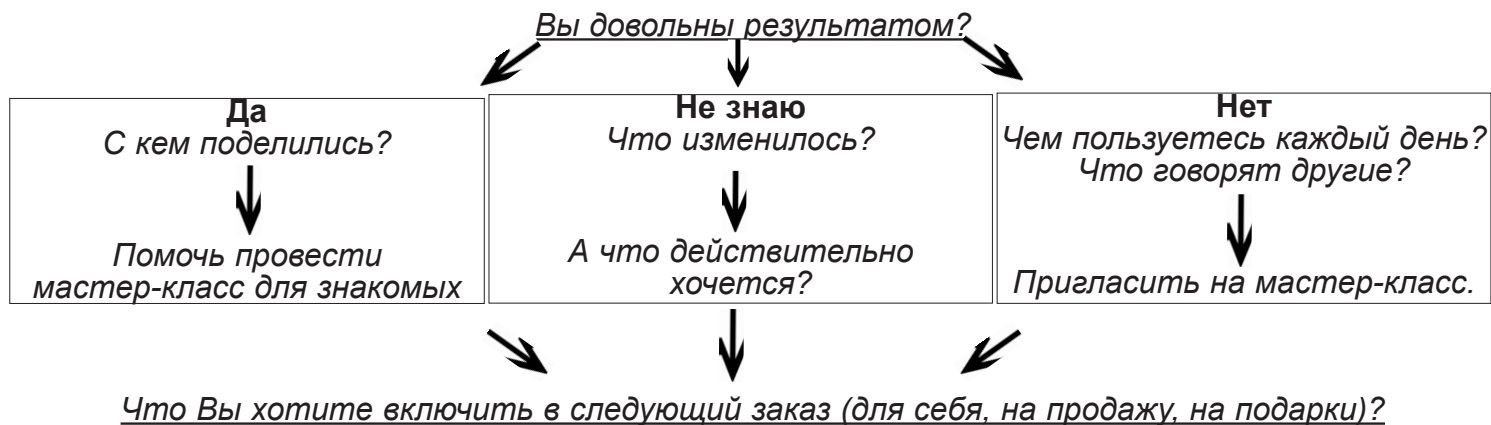 Вы довольны результатом?
Да
С кем поделились?
Помочь провести
мастер-класс для знакомых
Не знаю
Что изменилось?
А что действительно
хочется?
Нет
Чем пользуетесь каждый день?
Что говорят другие?
Пригласить на мастер-класс.
Что Вы хотите включить в следующий заказ (для себя, на продажу, на подарки)?